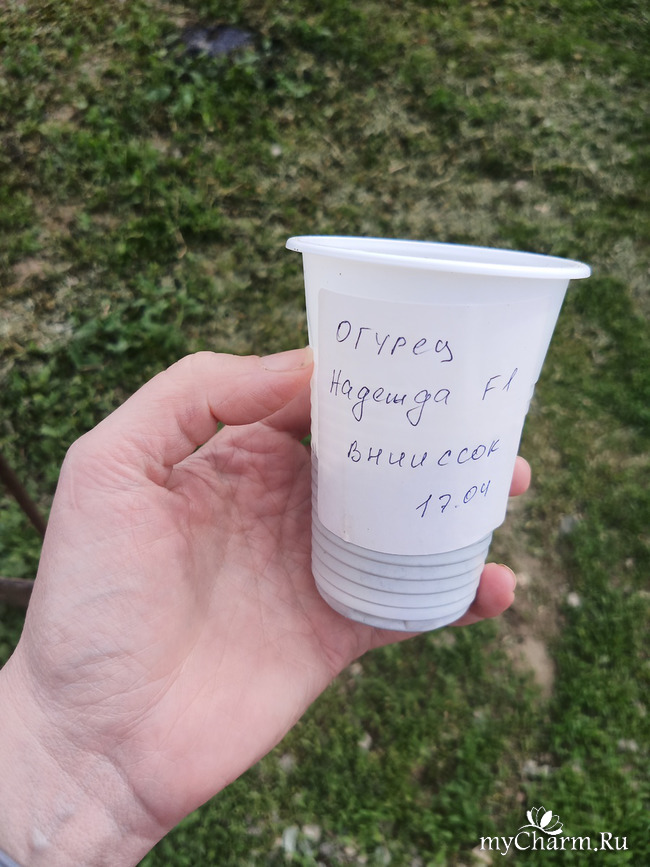 Огурец
Надежда F1
ВНИИССОК
17.04
myCharm.Ru